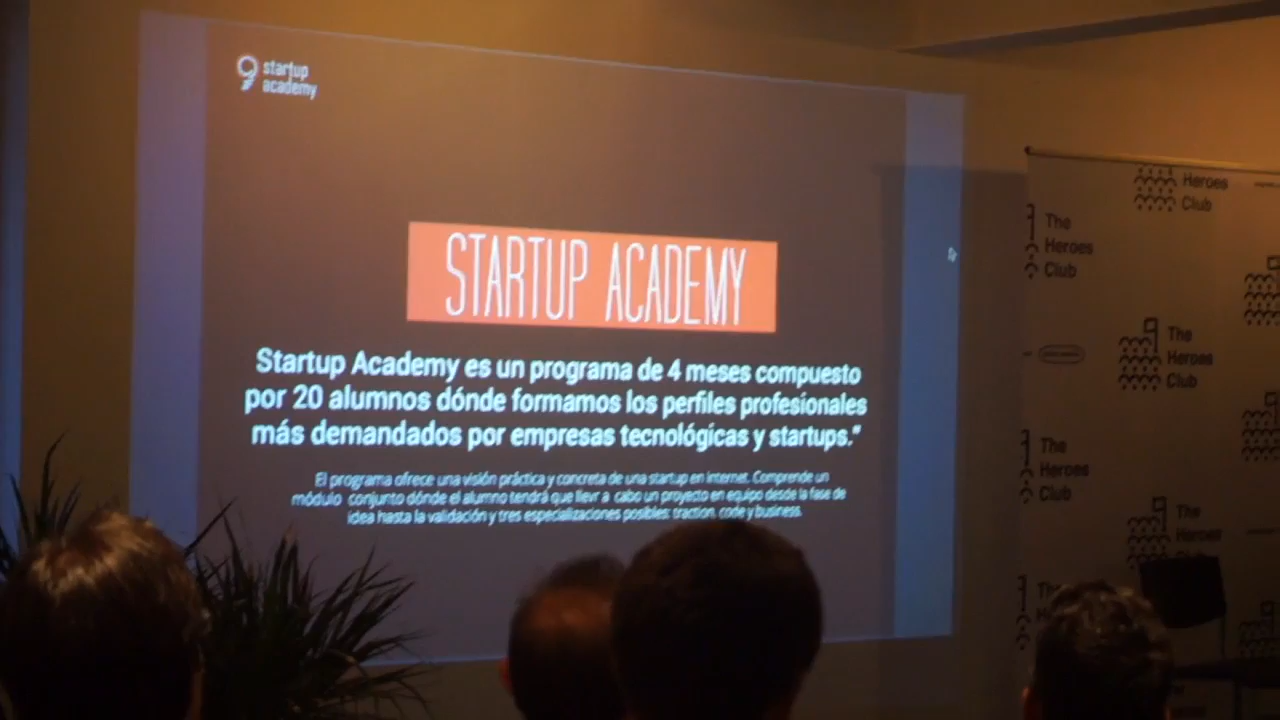 startup
academy
STARTUP ACADEMY
Startup Academy es un programa de 4 meses compuesto
por 20 alumnos dónde formamos los perfiles profesionales
más demandados por empresas tecnológicas y startups."
El programa ofrece una visión práctica y concreta de una startup en internet. Comprende un
módulo conjunto dónde el alumno tendrá que llevr a cabo un proyecto en equipo desde la fase de
idea hasta la validación y tres especializaciones posibles: traction, code y business.
Heroes
Club
The
Heroes
Club
The
Heroes
Club
The
Heroes
Club
The
Heroes
Club
The